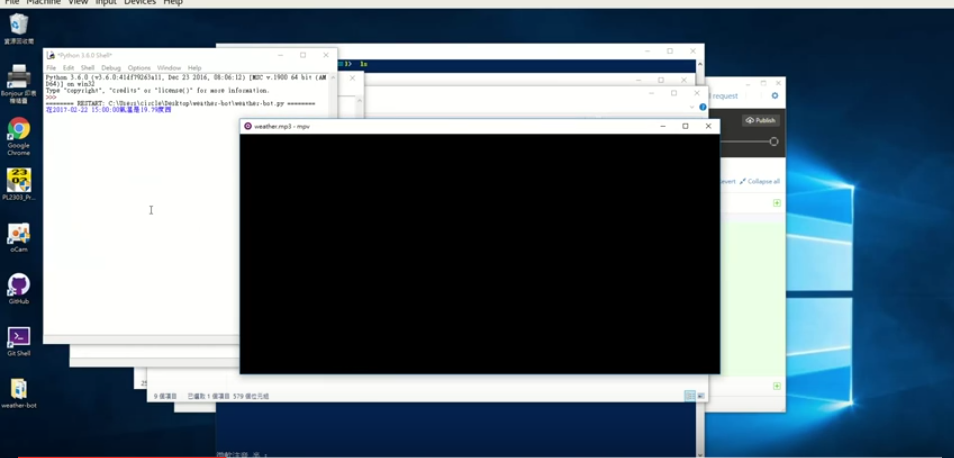 File Machine View Input Devices Help
資源回收筒
*Python 3.6.0 Shell*
File Edit Shell Debug Options Window Help
Python 3.6.0 (v3.6.0:41df79263a11, Dec 23 2016, 08:06:12) [MSC v.1900 64 bit (AM
D64)] on win32
Type "copyright", "credits" or "license()" for more information.
>>>
======== RESTART: C:\Users\circle\Desktop\weather-bot\weather-bot.py ========
在2017-02-22 15:00:00氣溫是19.79度西
ls
request
Publish
Collapse all
weather.mp3 - mpv
Bonjour 印表
機精靈
Google
Chrome
PL2303_Pr...
oCam
GitHub
Git Shell
weather-bot
9 個項目 已選取 1 個項目 579 個位元組